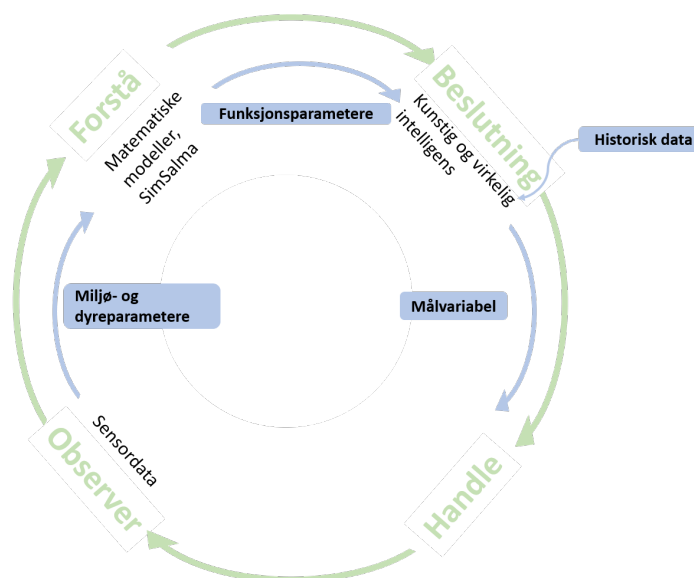 Forstå
Matematiske
modeller,
SimSalma
Funksjonsparametere
Beslutning
Kunstig og virkelig
intelligens
Historisk data
Miljø- og
dyreparametere
Målvariabel
Observer
Sensordata
Handle